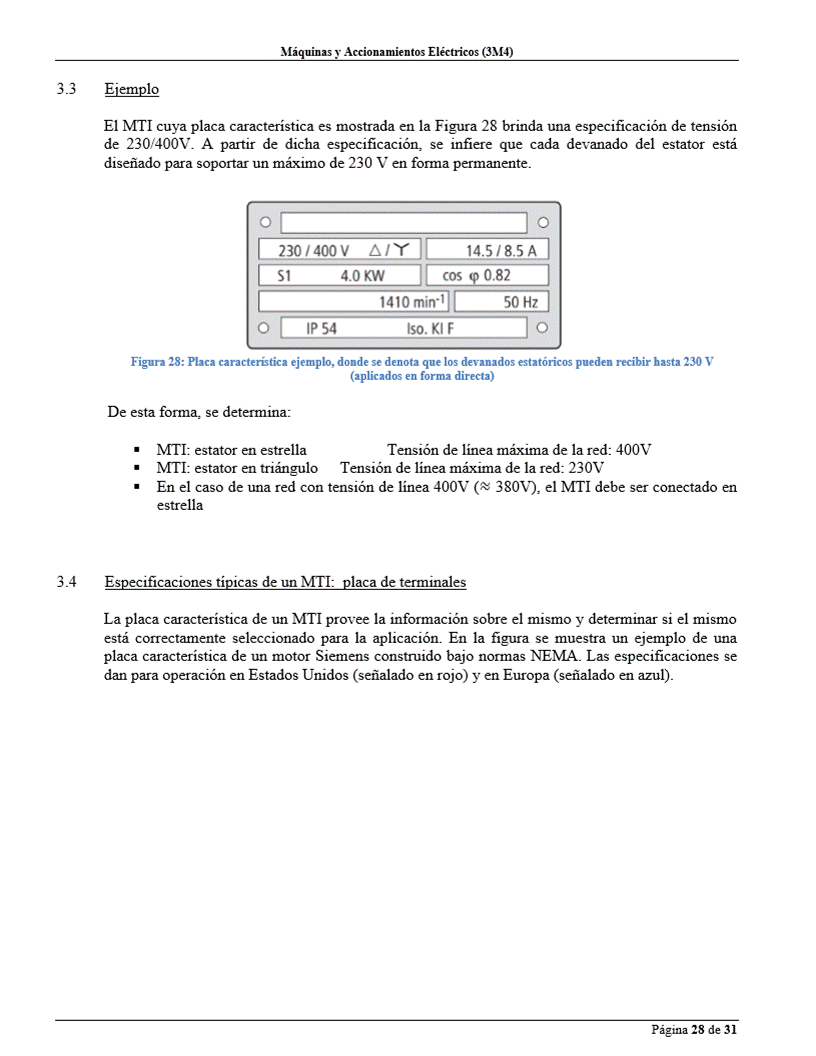 Máquinas y Accionamientos Eléctricos (3M4)
3.3 Ejemplo
El MTI cuya placa característica es mostrada en la Figura 28 brinda una especificación de tensión
de 230/400V. A partir de dicha especificación, se infiere que cada devanado del estator está
diseñado para soportar un máximo de 230 V en forma permanente.
230 / 400 V △ / Y 14.5 / 8.5 A
S1 4.0 KW cos φ 0.82
1410 min-1 50 Hz
IP 54 Iso. KI F
Figura 28: Placa característica ejemplo, donde se denota que los devanados estatóricos pueden recibir hasta 230 V
(aplicados en forma directa)
De esta forma, se determina:
▪ MTI: estator en estrella Tensión de línea máxima de la red: 400V
▪ MTI: estator en triángulo Tensión de línea máxima de la red: 230V
▪ En el caso de una red con tensión de línea 400V (≈ 380V), el MTI debe ser conectado en
estrella
3.4 Especificaciones típicas de un MTI: placa de terminales
La placa característica de un MTI provee la información sobre el mismo y determinar si el mismo
está correctamente seleccionado para la aplicación. En la figura se muestra un ejemplo de una
placa característica de un motor Siemens construido bajo normas NEMA. Las especificaciones se
dan para operación en Estados Unidos (señalado en rojo) y en Europa (señalado en azul).
Página 28 de 31